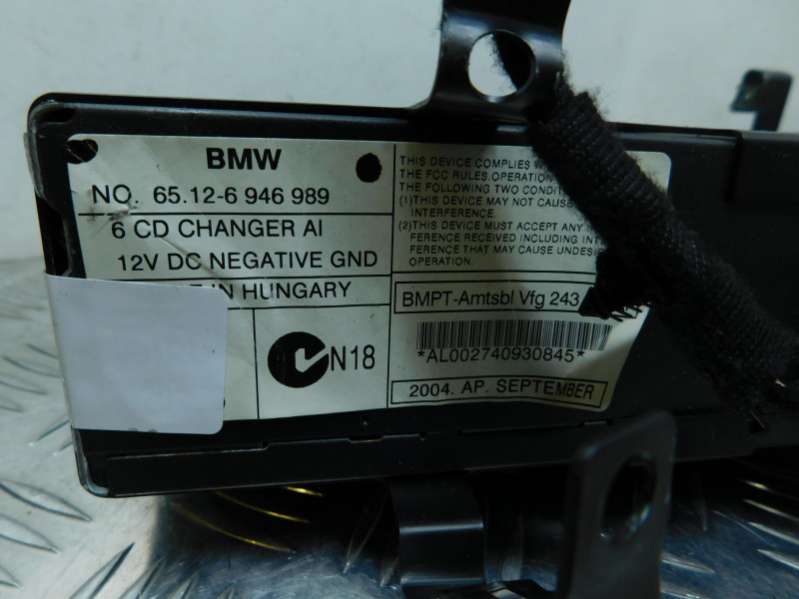 BMW
NO. 65.12-6 946 989
6 CD CHANGER AI
12V DC NEGATIVE GND
IN HUNGARY
N18
THIS DEVICE COMPLIES
THE FCC RULES. OPERATION
THE FOLLOWING TWO
(1)THIS DEVICE MAY NOT CAUSE
INTERFERENCE.
(2)THIS DEVICE MUST ACCEPT ANY
FERENCE RECEIVED INCLUDING
FERENCE THAT MAY CAUSE
OPERATION.
BMPT-Amtsbl Vfg 243
*AL002740930845*
2004. AP. SEPTEMBER